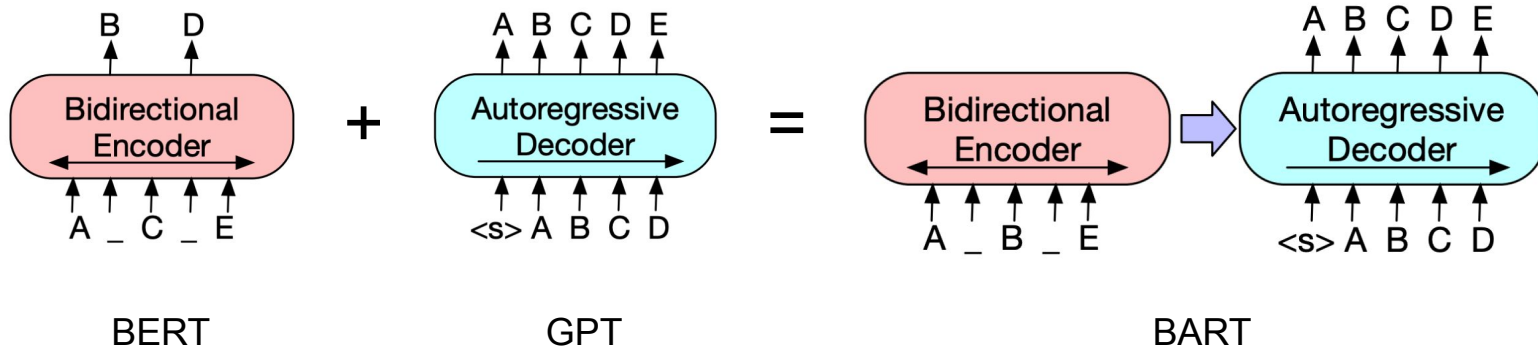 B D
A B C D E
A B C D E
Bidirectional
Encoder
+
Autoregressive
Decoder
=
Bidirectional
Encoder
Autoregressive
Decoder
A _ C _ E
<s> A B C D
A _ B _ E
<s> A B C D
BERT
GPT
BART